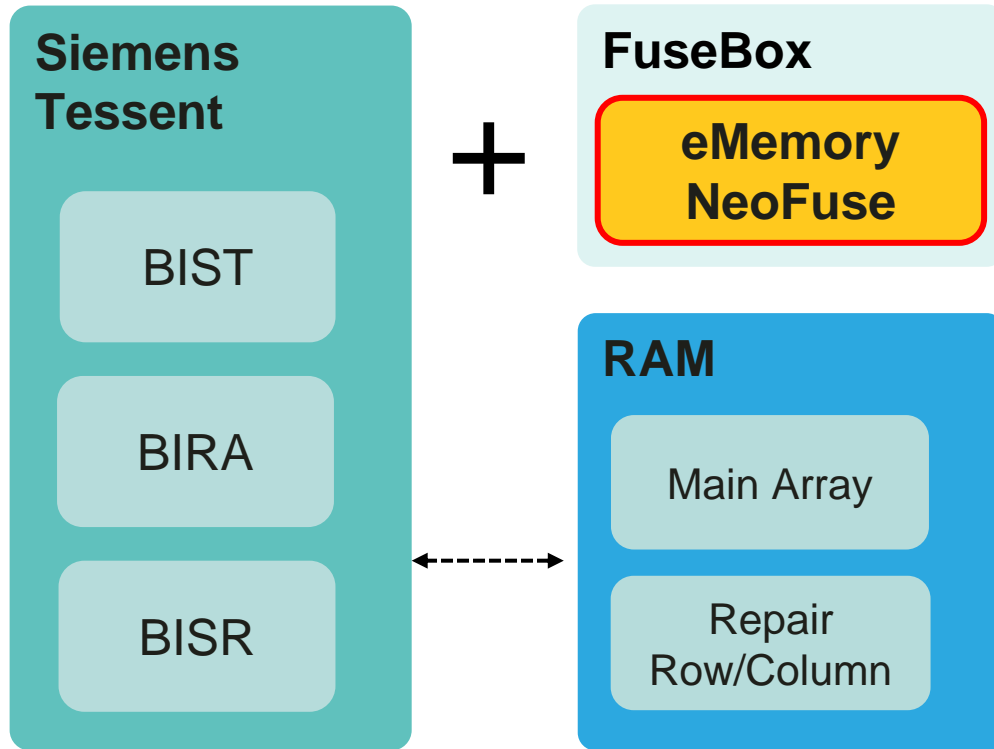 Siemens
Tessent
BIST
BIRA
BISR
+
FuseBox
eMemory
NeoFuse
RAM
Main Array
Repair
Row/Column